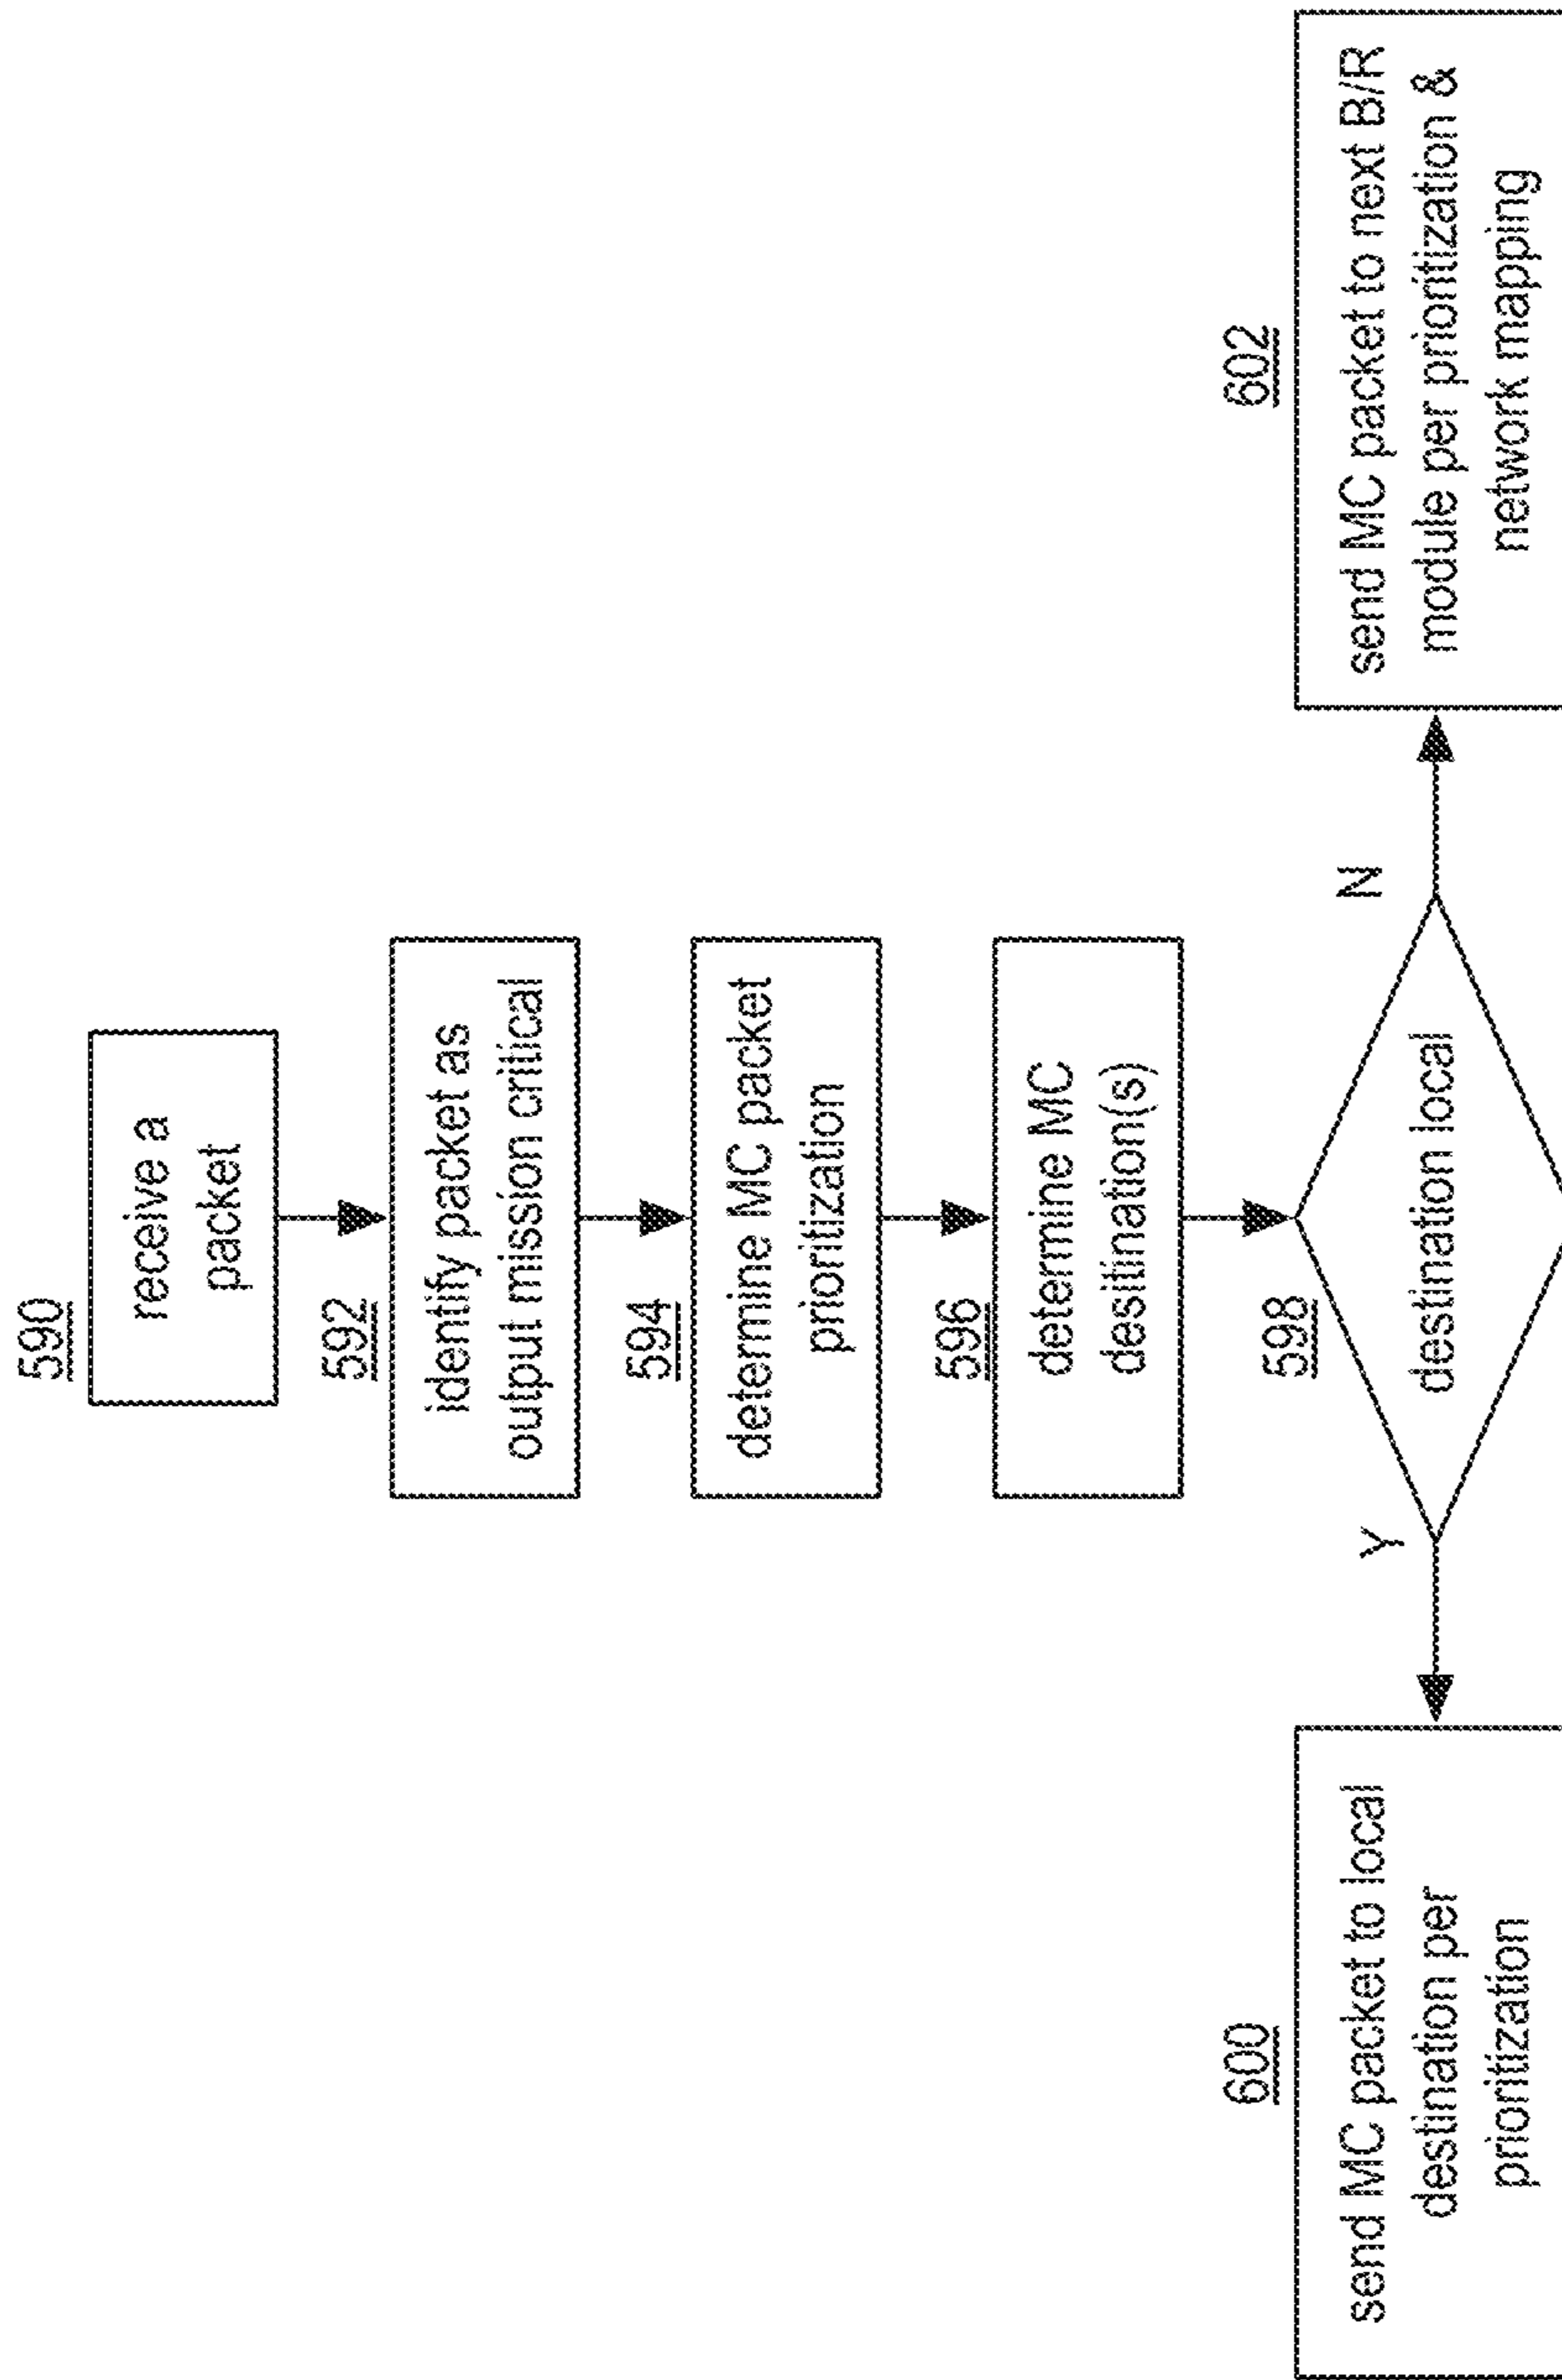 590
receive a
packet
592
identify packet as
output mission critical
594
determine MC packet
prioritization
596
determine MC
desitination(s)
598
destination local
Y
N
600
send MC packet to local
destination per
prioritization
602
send MC packet to next B/R
module per prioritization &
network mapping